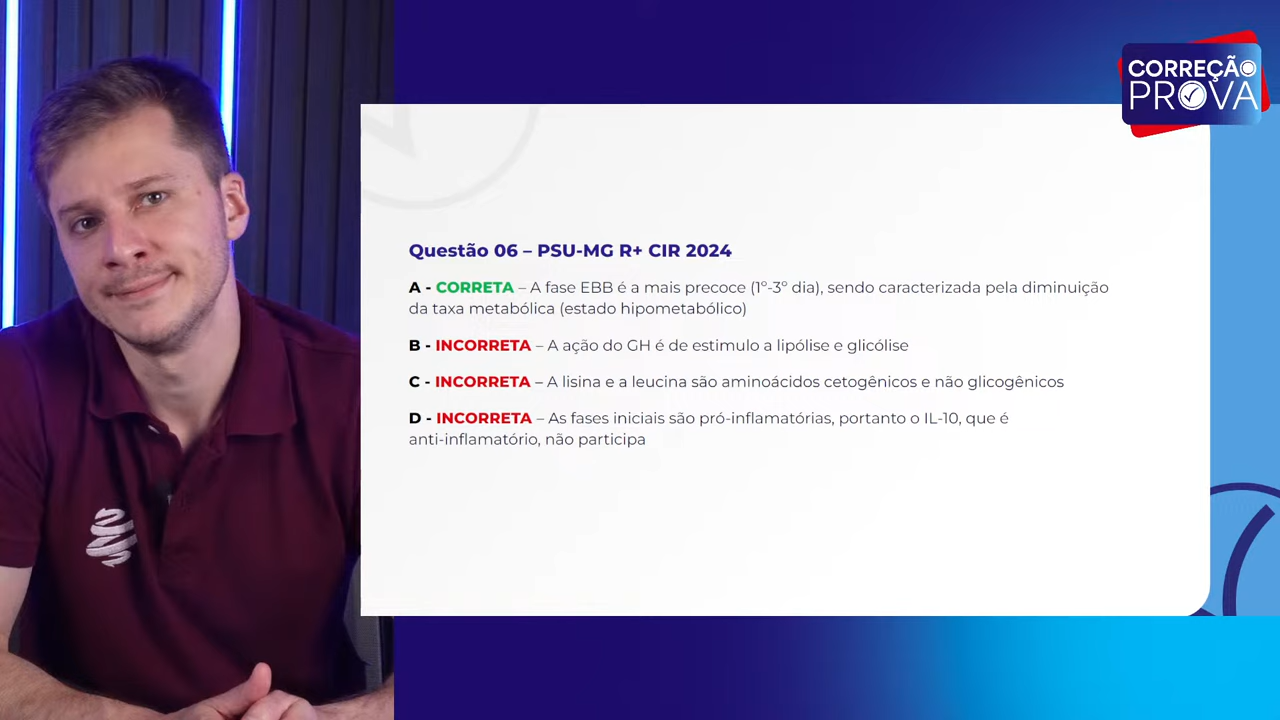 CORREÇÃO
PROVA
Questão 06 – PSU-MG R+ CIR 2024
A - CORRETA – A fase EBB é a mais precoce (1º-3º dia), sendo caracterizada pela diminuição
da taxa metabólica (estado hipometabólico)
B - INCORRETA – A ação do GH é de estimulo a lipólise e glicólise
C - INCORRETA – A lisina e a leucina são aminoácidos cetogênicos e não glicogênicos
D - INCORRETA – As fases iniciais são pró-inflamatórias, portanto o IL-10, que é
anti-inflamatório, não participa